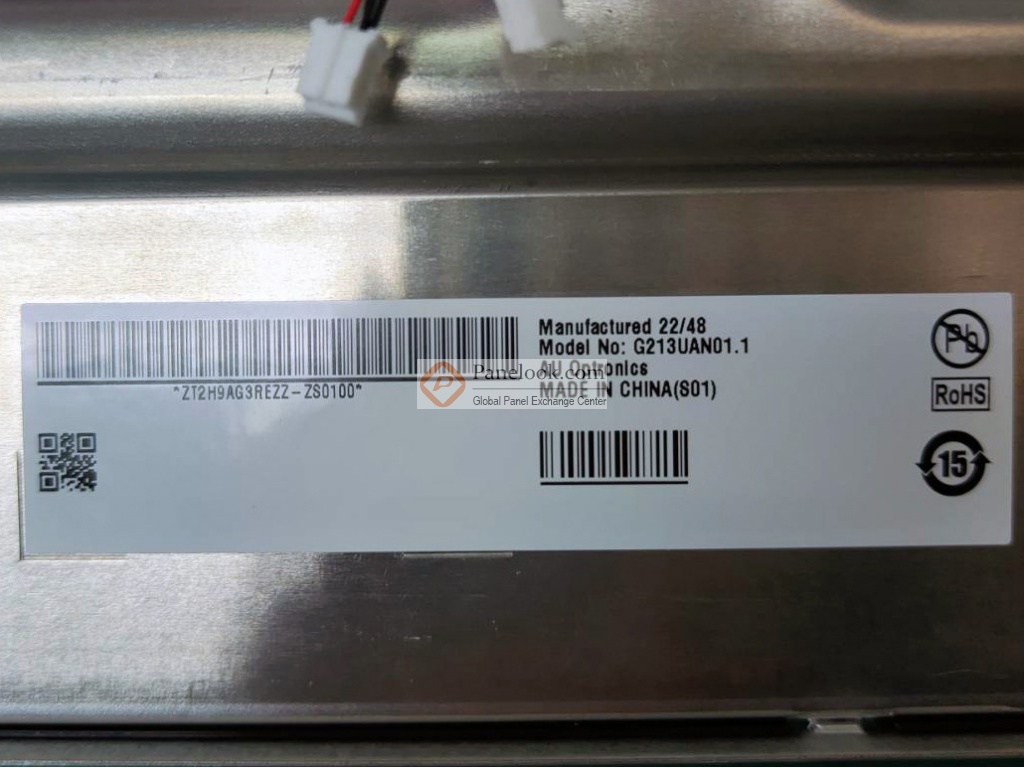 Manufactured 22/48
Model No: G213UAN01.1
AU Optronics
MADE IN CHINA(S01)
*ZT2H9AG3REZZ-ZS0100*
Panelook.com
Global Panel Exchange Center
Pb
RoHS
15